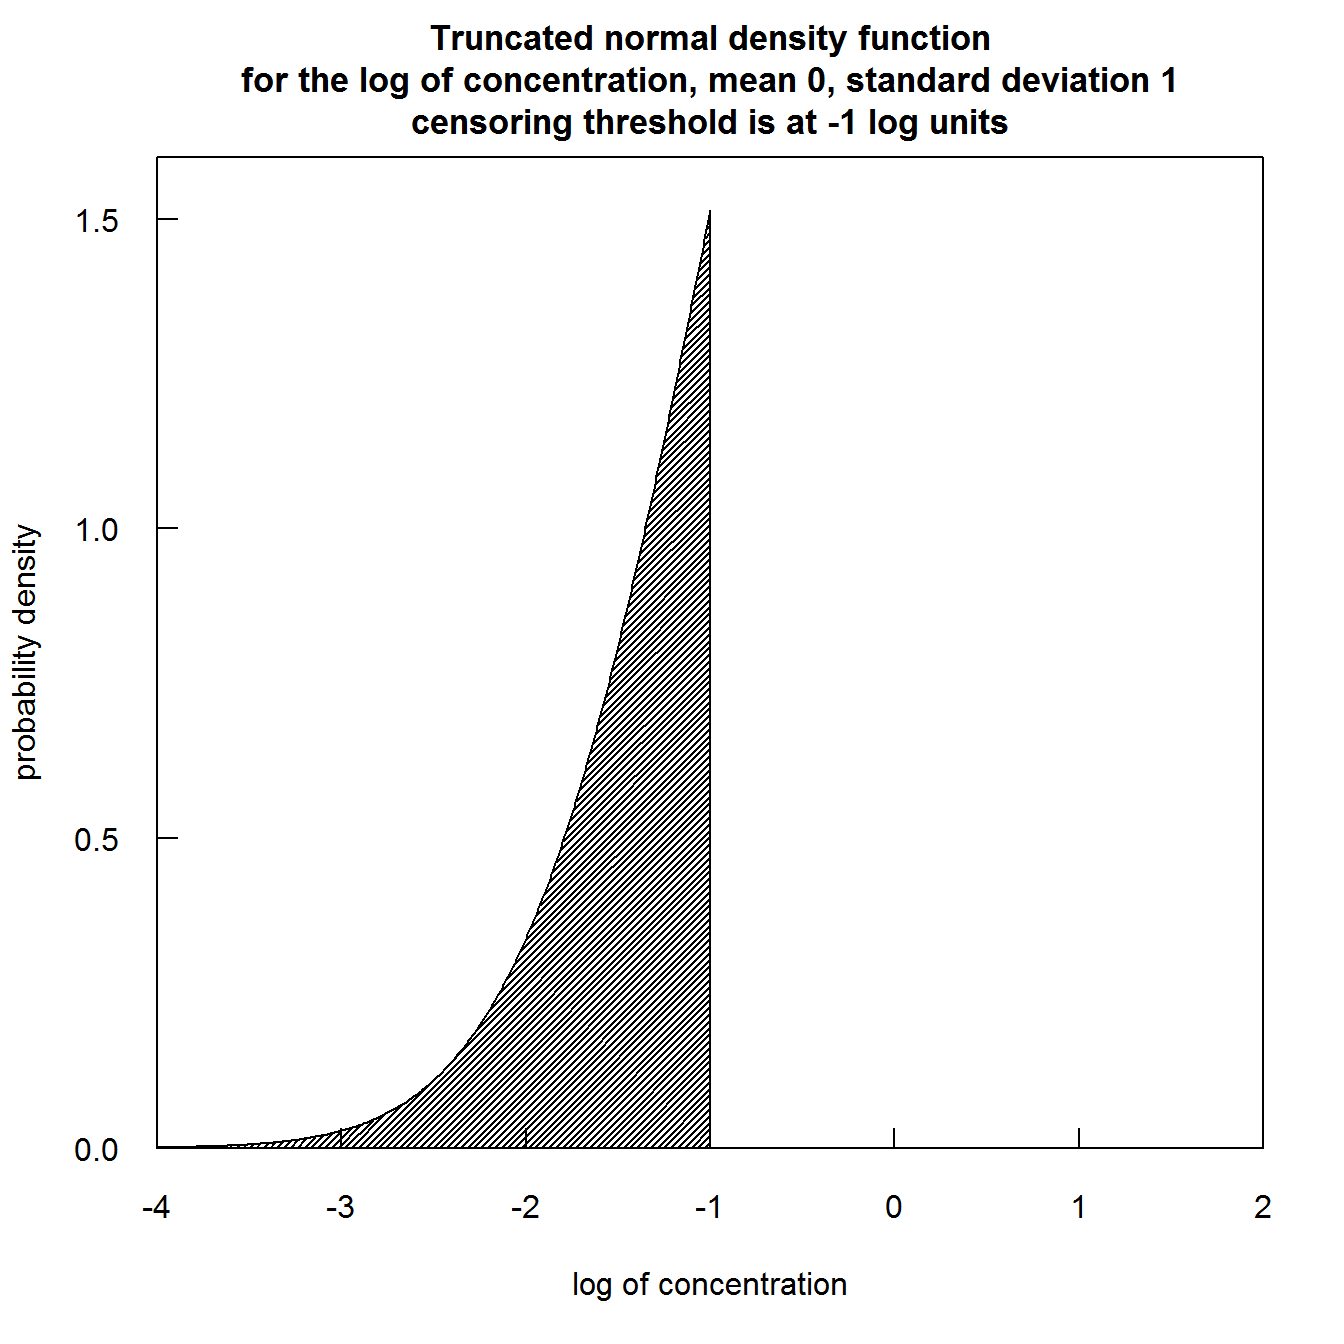 Truncated normal density function
for the log of concentration, mean 0, standard deviation 1
censoring threshold is at -1 log units
1.5
1.0
0.5
0.0
probability density
-4 -3 -2 -1 0 1 2
log of concentration